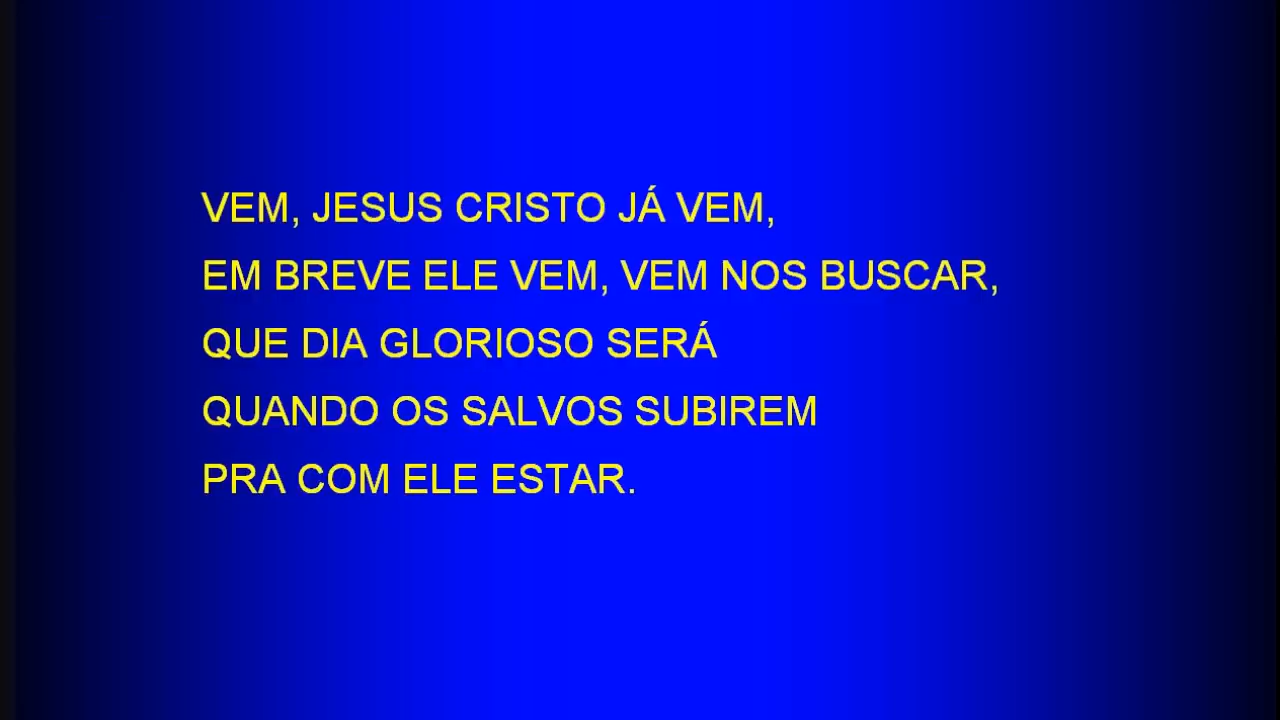 VEM, JESUS CRISTO JÁ VEM,
EM BREVE ELE VEM, VEM NOS BUSCAR,
QUE DIA GLORIOSO SERÁ
QUANDO OS SALVOS SUBIREM
PRA COM ELE ESTAR.